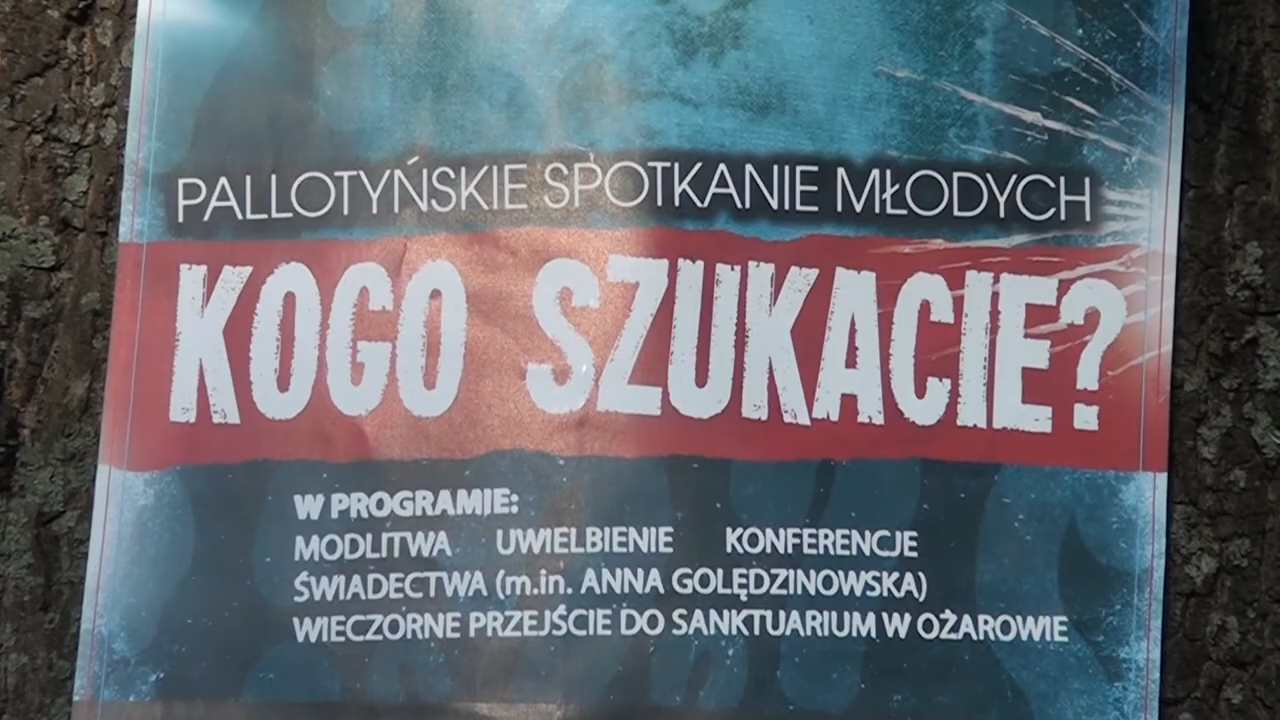 PALLOTYŃSKIE SPOTKANIE MŁODYCH
KOGO SZUKACIE?
W PROGRAMIE:
MODLITWA UWIELBIENIE KONFERENCJE
ŚWIADECTWA (m.in. ANNA GOLĘDZINOWSKA)
WIECZORNE PRZEJŚCIE DO SANKTUARIUM W OŻAROWIE